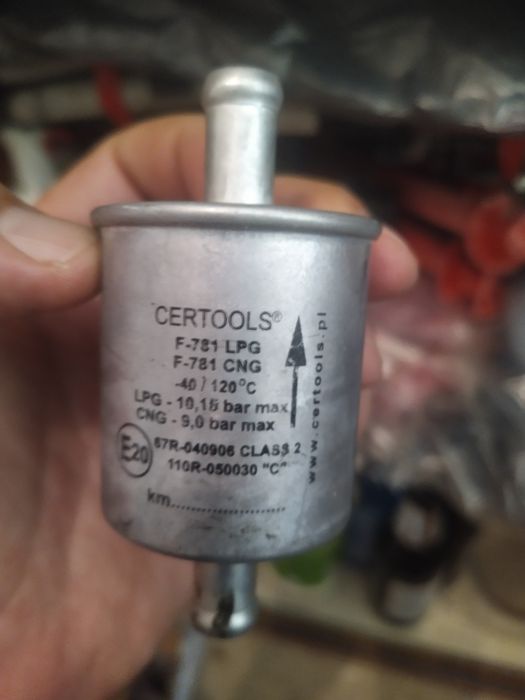 CERTOOLS®
F-781 LPG
F-781 CNG
-40 / 120°C
LPG - 10,15 bar max
CNG - 9,0 bar max
E20
67R-040906 CLASS 2
110R-050030 "C"
km..............................
www.certools.pl